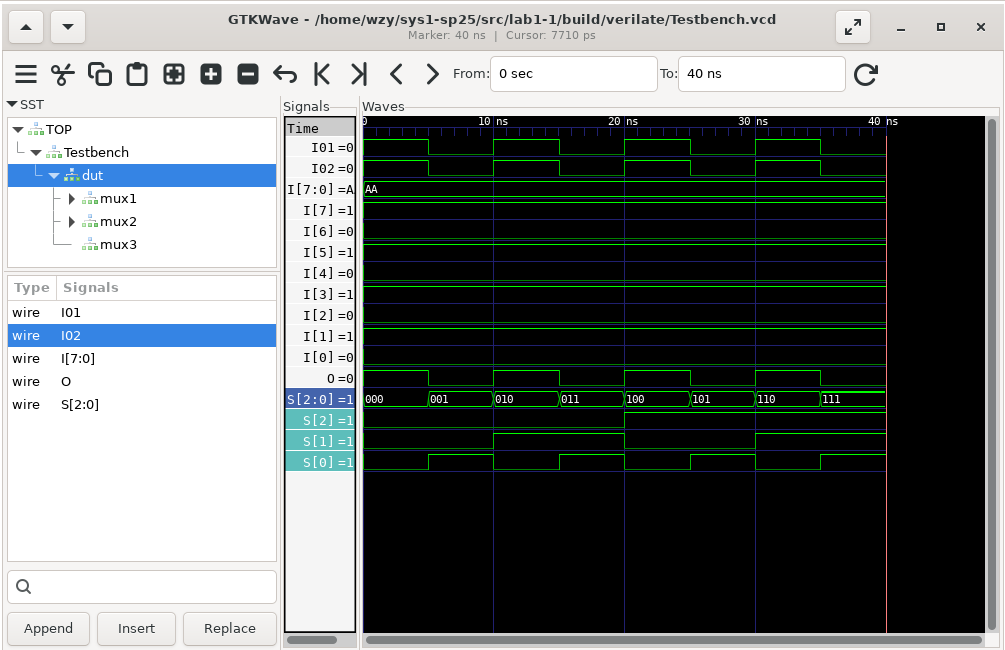 GTKWave - /home/wzy/sys1-sp25/src/lab1-1/build/verilate/Testbench.vcd
Marker: 40 ns | Cursor: 7710 ps
From: 0 sec To: 40 ns
SST
TOP
Testbench
dut
mux1
mux2
mux3
Type Signals
wire I01
wire I02
wire I[7:0]
wire O
wire S[2:0]
Append Insert Replace
Signals
Time
I01=0
I02=0
I[7:0]=A
I[7]=1
I[6]=0
I[5]=1
I[4]=0
I[3]=1
I[2]=0
I[1]=1
I[0]=0
O=0
S[2:0]=1
S[2]=1
S[1]=1
S[0]=1
Waves
0 10 ns 20 ns 30 ns 40 ns
AA
000 001 010 011 100 101 110 111